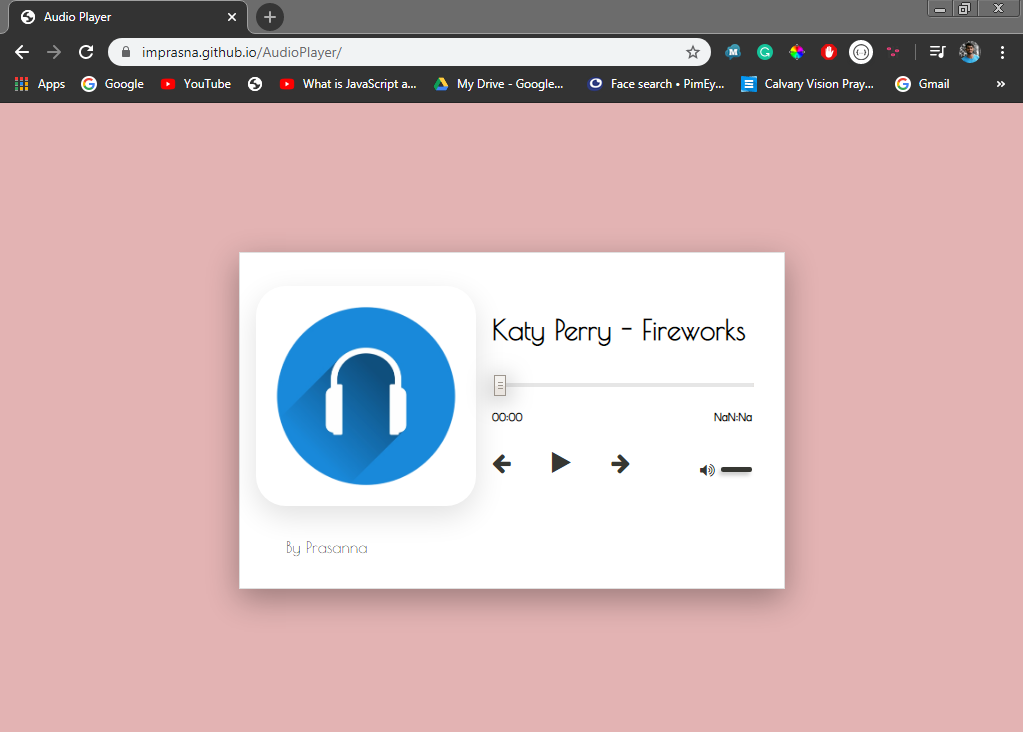 Audio Player
imprasna.github.io/AudioPlayer/
Apps Google YouTube What is JavaScript a... My Drive - Google... Face search • PimEy... Calvary Vision Pray... Gmail »
Katy Perry - Fireworks
00:00 NaN:Na
By Prasanna